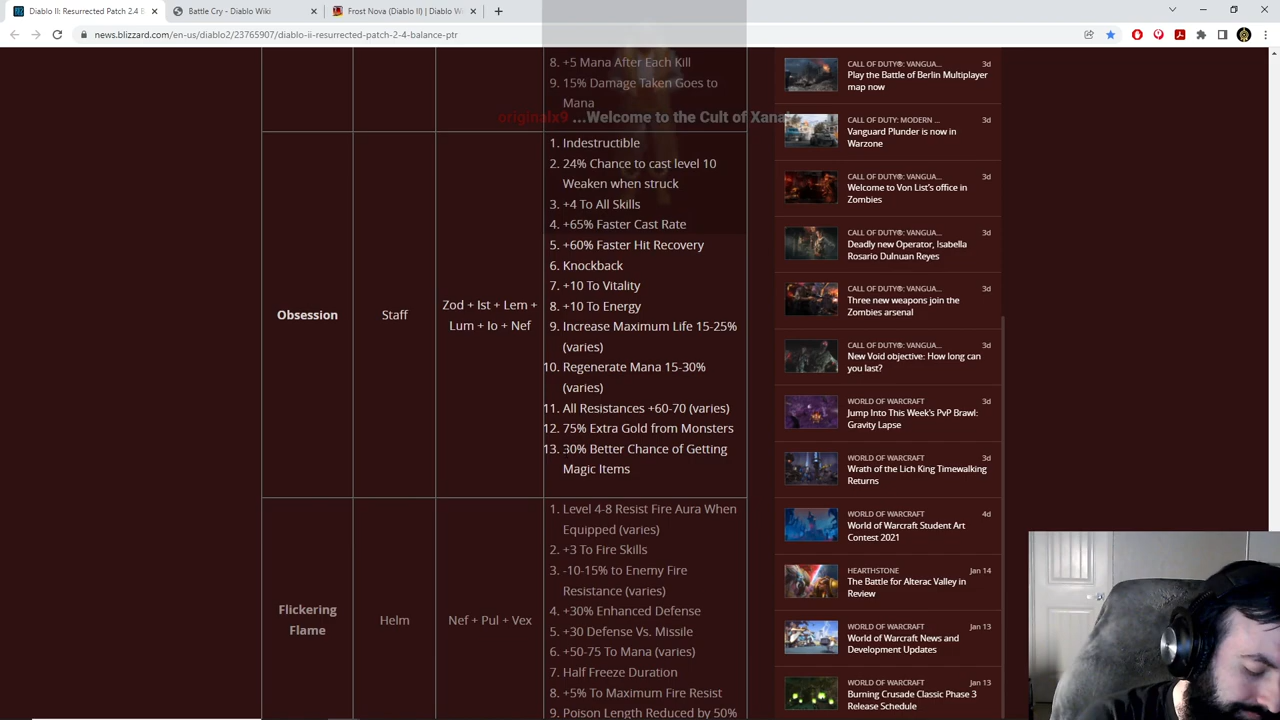 Diablo II: Resurrected Patch 2.4 B
Battle Cry - Diablo Wiki
Frost Nova (Diablo II) | Diablo W
news.blizzard.com/en-us/diablo2/23765907/diablo-ii-resurrected-patch-2-4-balance-ptr
8. +5 Mana After Each Kill
9. 15% Damage Taken Goes to
Mana
originalx9 ...Welcome to the Cult of Xana
Obsession
Staff
Zod + Ist + Lem +
Lum + Io + Nef
1. Indestructible
2. 24% Chance to cast level 10
Weaken when struck
3. +4 To All Skills
4. +65% Faster Cast Rate
5. +60% Faster Hit Recovery
6. Knockback
7. +10 To Vitality
8. +10 To Energy
9. Increase Maximum Life 15-25%
(varies)
10. Regenerate Mana 15-30%
(varies)
11. All Resistances +60-70 (varies)
12. 75% Extra Gold from Monsters
13. 30% Better Chance of Getting
Magic Items
Flickering
Flame
Helm
Nef + Pul + Vex
1. Level 4-8 Resist Fire Aura When
Equipped (varies)
2. +3 To Fire Skills
3. -10-15% to Enemy Fire
Resistance (varies)
4. +30% Enhanced Defense
5. +30 Defense Vs. Missile
6. +50-75 To Mana (varies)
7. Half Freeze Duration
8. +5% To Maximum Fire Resist
9. Poison Length Reduced by 50%
CALL OF DUTY®: VANGUA... 3d
Play the Battle of Berlin Multiplayer
map now
CALL OF DUTY: MODERN ... 3d
Vanguard Plunder is now in
Warzone
CALL OF DUTY®: VANGUA... 3d
Welcome to Von List's office in
Zombies
CALL OF DUTY®: VANGUA... 3d
Deadly new Operator, Isabella
Rosario Dulnuan Reyes
CALL OF DUTY®: VANGUA... 3d
Three new weapons join the
Zombies arsenal
CALL OF DUTY®: VANGUA... 3d
New Void objective: How long can
you last?
WORLD OF WARCRAFT 3d
Jump Into This Week's PvP Brawl:
Gravity Lapse
WORLD OF WARCRAFT 3d
Wrath of the Lich King Timewalking
Returns
WORLD OF WARCRAFT 4d
World of Warcraft Student Art
Contest 2021
HEARTHSTONE Jan 14
The Battle for Alterac Valley in
Review
WORLD OF WARCRAFT Jan 13
World of Warcraft News and
Development Updates
WORLD OF WARCRAFT Jan 13
Burning Crusade Classic Phase 3
Release Schedule